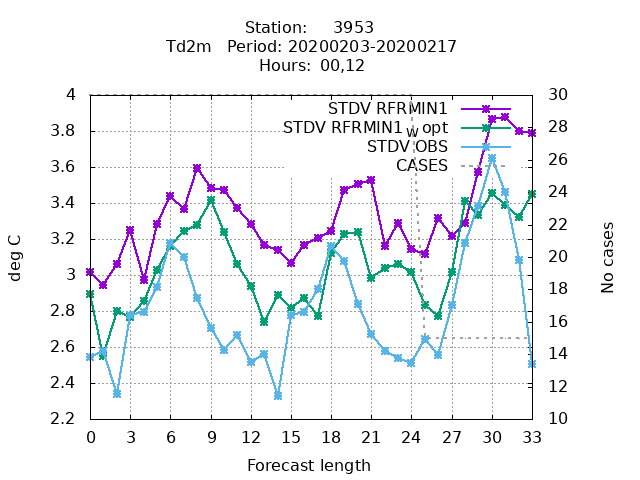 Station:     3953
Td2m   Period: 20200203-20200217
Hours: 00,12
STDV RFRMIN1
STDV RFRMIN1_w_opt
STDV OBS
CASES
4
3.8
3.6
3.4
3.2
3
2.8
2.6
2.4
2.2
deg C
30
28
26
24
22
20
18
16
14
12
10
No cases
0 3 6 9 12 15 18 21 24 27 30 33
Forecast length